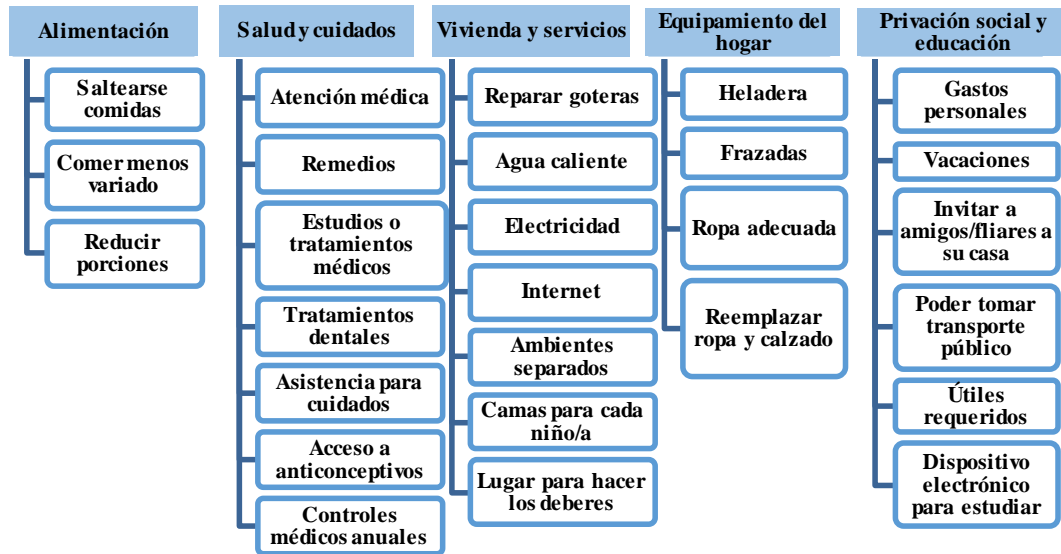 Alimentación
Saltearse
comidas
Comer menos
variado
Reducir
porciones
Salud y cuidados
Atención médica
Remedios
Estudios o
tratamientos
médicos
Tratamientos
dentales
Asistencia para
cuidados
Acceso a
anticonceptivos
Controles
médicos anuales
Vivienda y servicios
Reparar goteras
Agua caliente
Electricidad
Internet
Ambientes
separados
Camas para cada
niño/a
Lugar para hacer
los deberes
Equipamiento del
hogar
Heladera
Frazadas
Ropa adecuada
Reemplazar
ropa y calzado
Privación social y
educación
Gastos
personales
Vacaciones
Invitar a
amigos/fliares a
su casa
Poder tomar
transporte
público
Útiles
requeridos
Dispositivo
electrónico
para estudiar